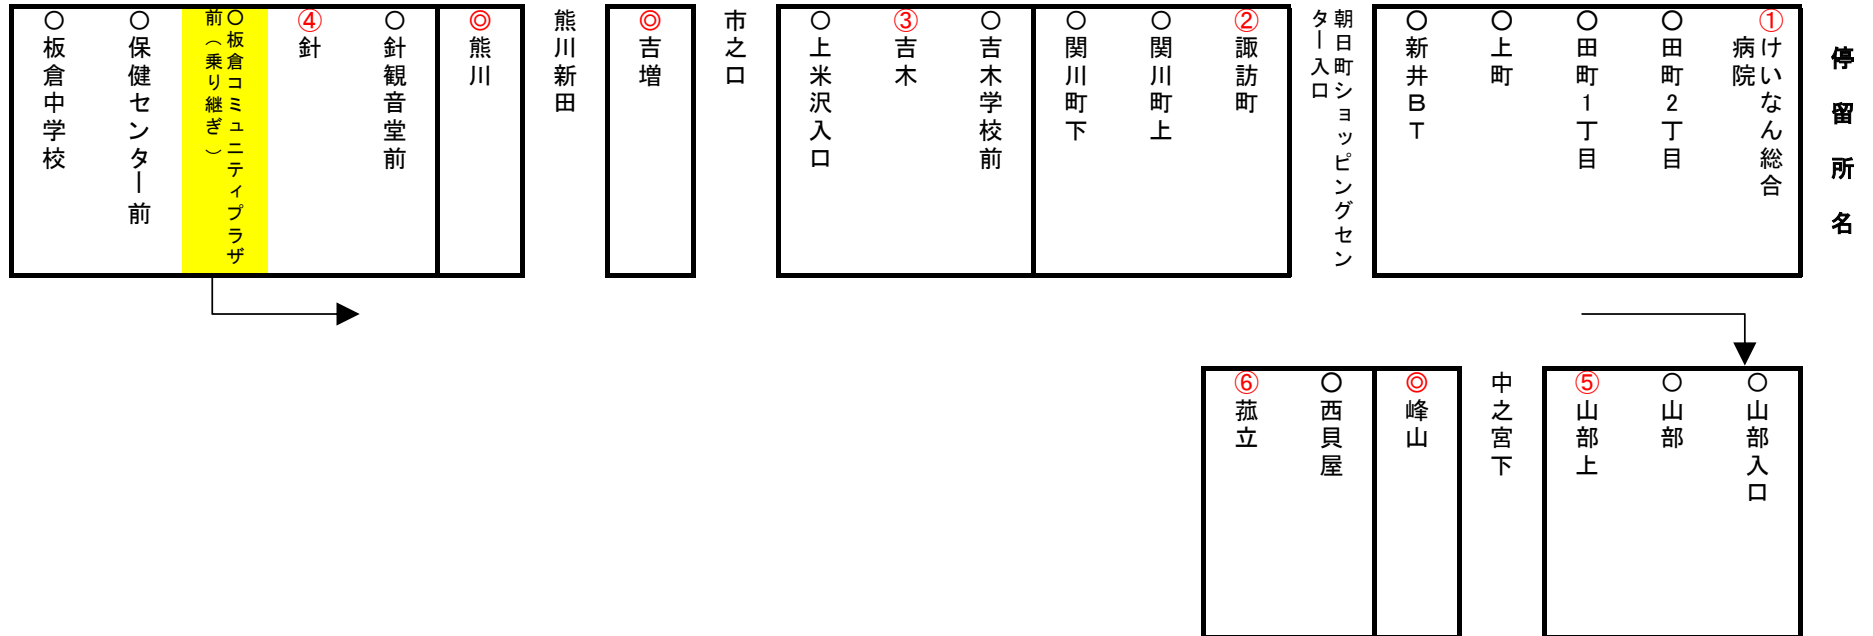 停留所名
①けいなん総合
病院
○田町2丁目
○田町1丁目
○上町
○新井BT
朝日町ショッピングセン
ター入口
②諏訪町
○関川町上
○関川町下
○吉木学校前
③吉木
○上米沢入口
市之口
◎吉増
熊川新田
◎熊川
○針観音堂前
④針
○板倉コミュニティプラザ
前(乗り継ぎ)
○保健センター前
○板倉中学校
○山部入口
○山部
⑤山部上
中之宮下
◎峰山
○西貝屋
⑥菰立